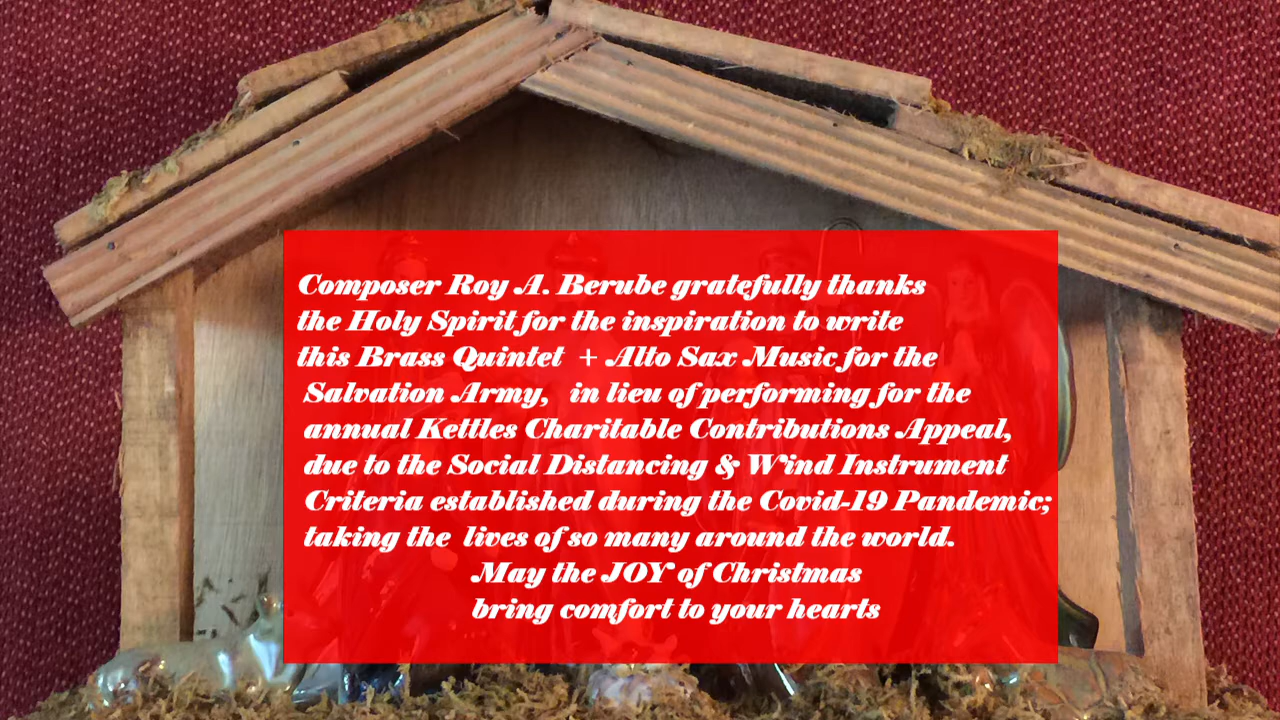 Composer Roy A. Berube gratefully thanks
the Holy Spirit for the inspiration to write
this Brass Quintet + Alto Sax Music for the
Salvation Army, in lieu of performing for the
annual Kettles Charitable Contributions Appeal,
due to the Social Distancing & Wind Instrument
Criteria established during the Covid-19 Pandemic;
taking the lives of so many around the world.
May the JOY of Christmas
bring comfort to your hearts